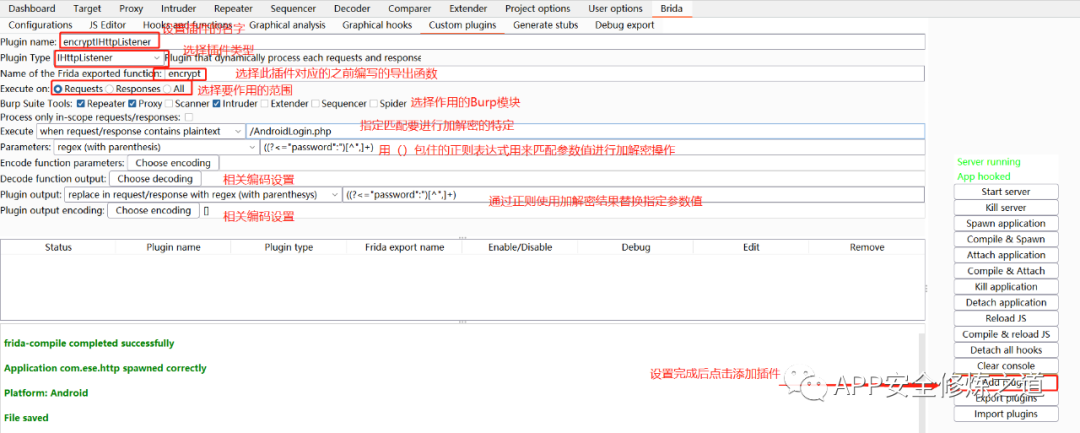 Dashboard Target Proxy Intruder Repeater Sequencer Decoder Comparer Extender Project options User options Brida
Configurations JS Editor Hooks and functions Graphical analysis Graphical hooks Custom plugins Generate stubs Debug export
设置插件的名字
Plugin name: encryptIHttpListener
选择插件类型
Plugin Type IHttpListener Plugin that dynamically process each requests and response
Name of the Frida exported function: encrypt 选择此插件对应的之前编写的导出函数
Execute on: Requests Responses All 选择要作用的范围
Burp Suite Tools: Repeater Proxy Scanner Intruder Extender Sequencer Spider 选择作用的Burp模块
Process only in-scope requests/responses:
指定匹配要进行加解密的特定
Execute when request/response contains plaintext /AndroidLogin.php
Parameters: regex (with parenthesis) ((?<="password":")[^",]+) 用（）包住的正则表达式用来匹配参数值进行加解密操作
Encode function parameters: Choose encoding
Decode function output: Choose decoding 相关编码设置
Plugin output: replace in request/response with regex (with parenthesys) ((?<="password":")[^",]+)
通过正则使用加解密结果替换指定参数值
Plugin output encoding: Choose encoding [] 相关编码设置
Status Plugin name Plugin type Frida export name Enable/Disable Debug Edit Remove
frida-compile completed successfully
Application com.ese.http spawned correctly
Platform: Android
File saved
设置完成后点击添加插件
Server running
App hooked
Start server
Kill server
Spawn application
Compile & Spawn
Attach application
Compile & Attach
Kill application
Detach application
Reload JS
Compile & reload JS
Detach all hooks
Clear console
Add plugin
Export plugins
Import plugins
APP安全修炼之道